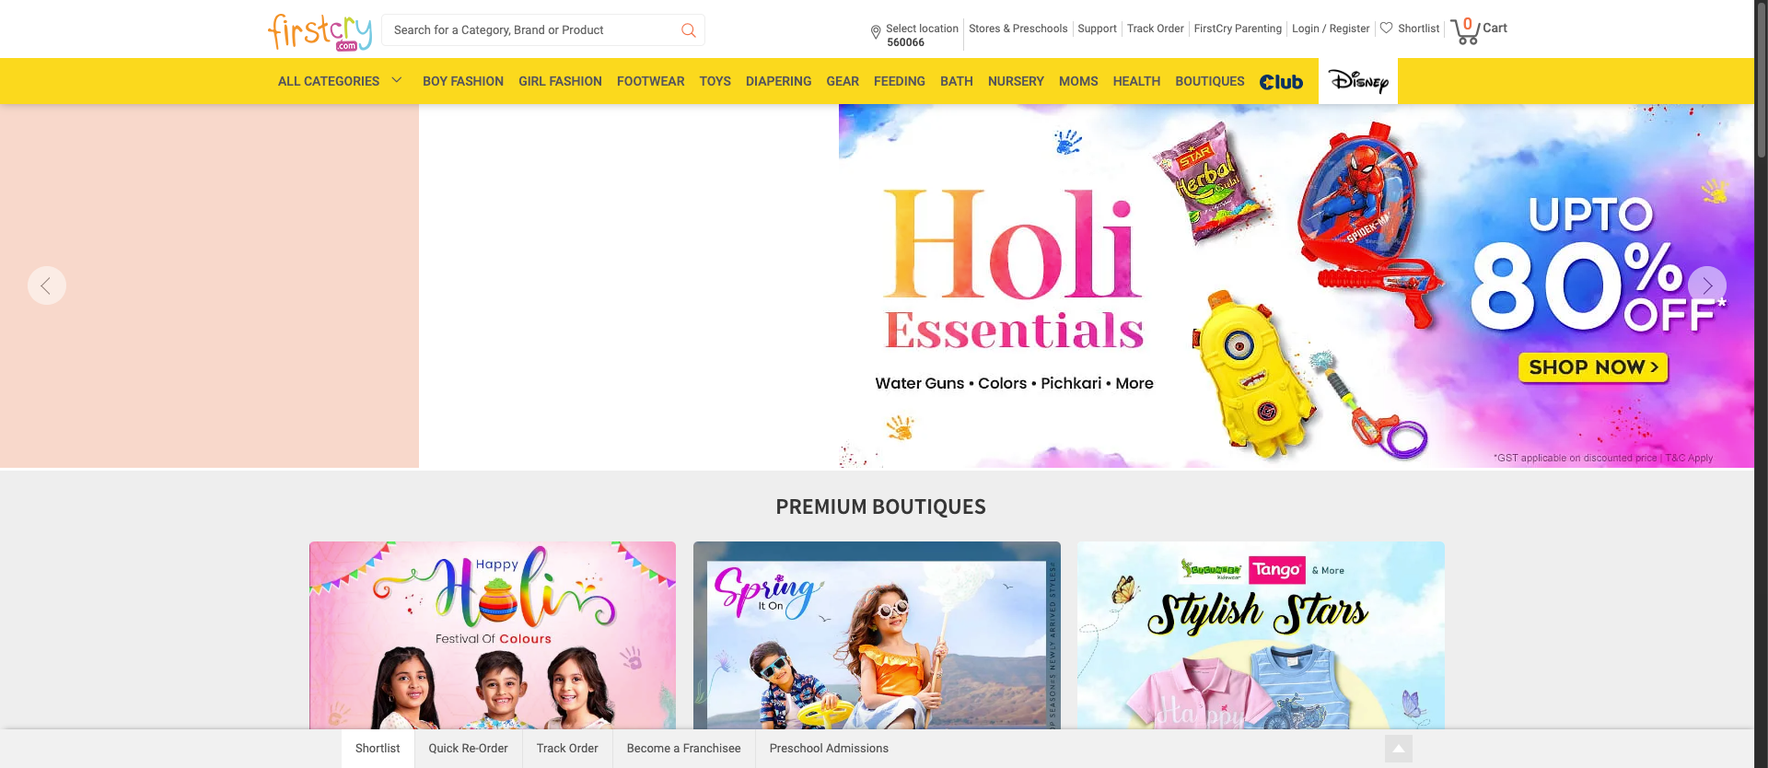 firstcry
.com
Search for a Category, Brand or Product
Select location
560066
Stores & Preschools
Support
Track Order
FirstCry Parenting
Login / Register
Shortlist
0
Cart
ALL CATEGORIES
BOY FASHION
GIRL FASHION
FOOTWEAR
TOYS
DIAPERING
GEAR
FEEDING
BATH
NURSERY
MOMS
HEALTH
BOUTIQUES
Club
Disney
STAR
Herbal
Gulal
SPIDER-MAN
Holi
Essentials
Water Guns • Colors • Pichkari • More
UPTO
80%
OFF*
SHOP NOW >
*GST applicable on discounted price | T&C Apply
PREMIUM BOUTIQUES
Happy
Holi
Festival Of Colours
Spring
It On
NEWLY ARRIVED STYLES
CUCUMBER
Tango
& More
Stylish Stars
Happy
Shortlist
Quick Re-Order
Track Order
Become a Franchisee
Preschool Admissions